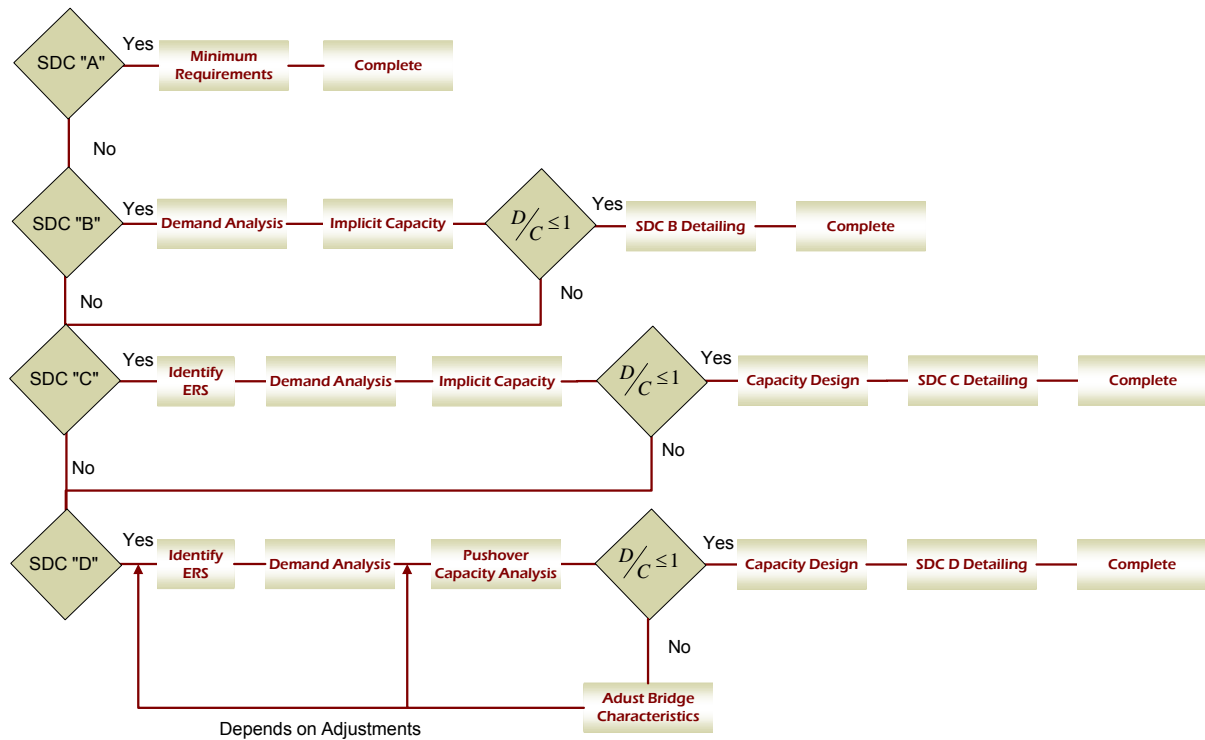 Yes
SDC "A"
Minimum
Requirements
Complete
No
SDC "B"
Yes
Demand Analysis
Implicit Capacity
D/C ≤ 1
Yes
SDC B Detailing
Complete
No
No
SDC "C"
Yes
Identify
ERS
Demand Analysis
Implicit Capacity
D/C ≤ 1
Yes
Capacity Design
SDC C Detailing
Complete
No
No
SDC "D"
Yes
Identify
ERS
Demand Analysis
Pushover
Capacity Analysis
D/C ≤ 1
Yes
Capacity Design
SDC D Detailing
Complete
No
Adust Bridge
Characteristics
Depends on Adjustments